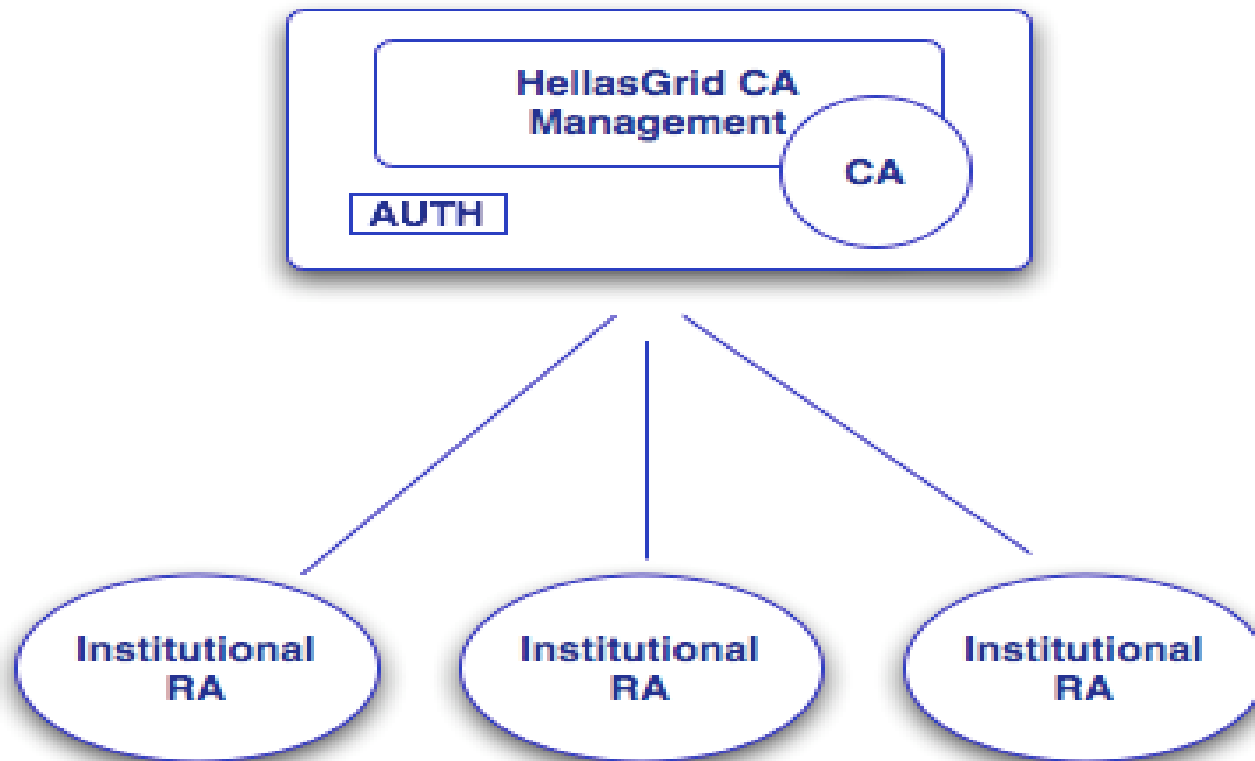 HellasGrid CA
Management
CA
AUTH
Institutional
RA
Institutional
RA
Institutional
RA